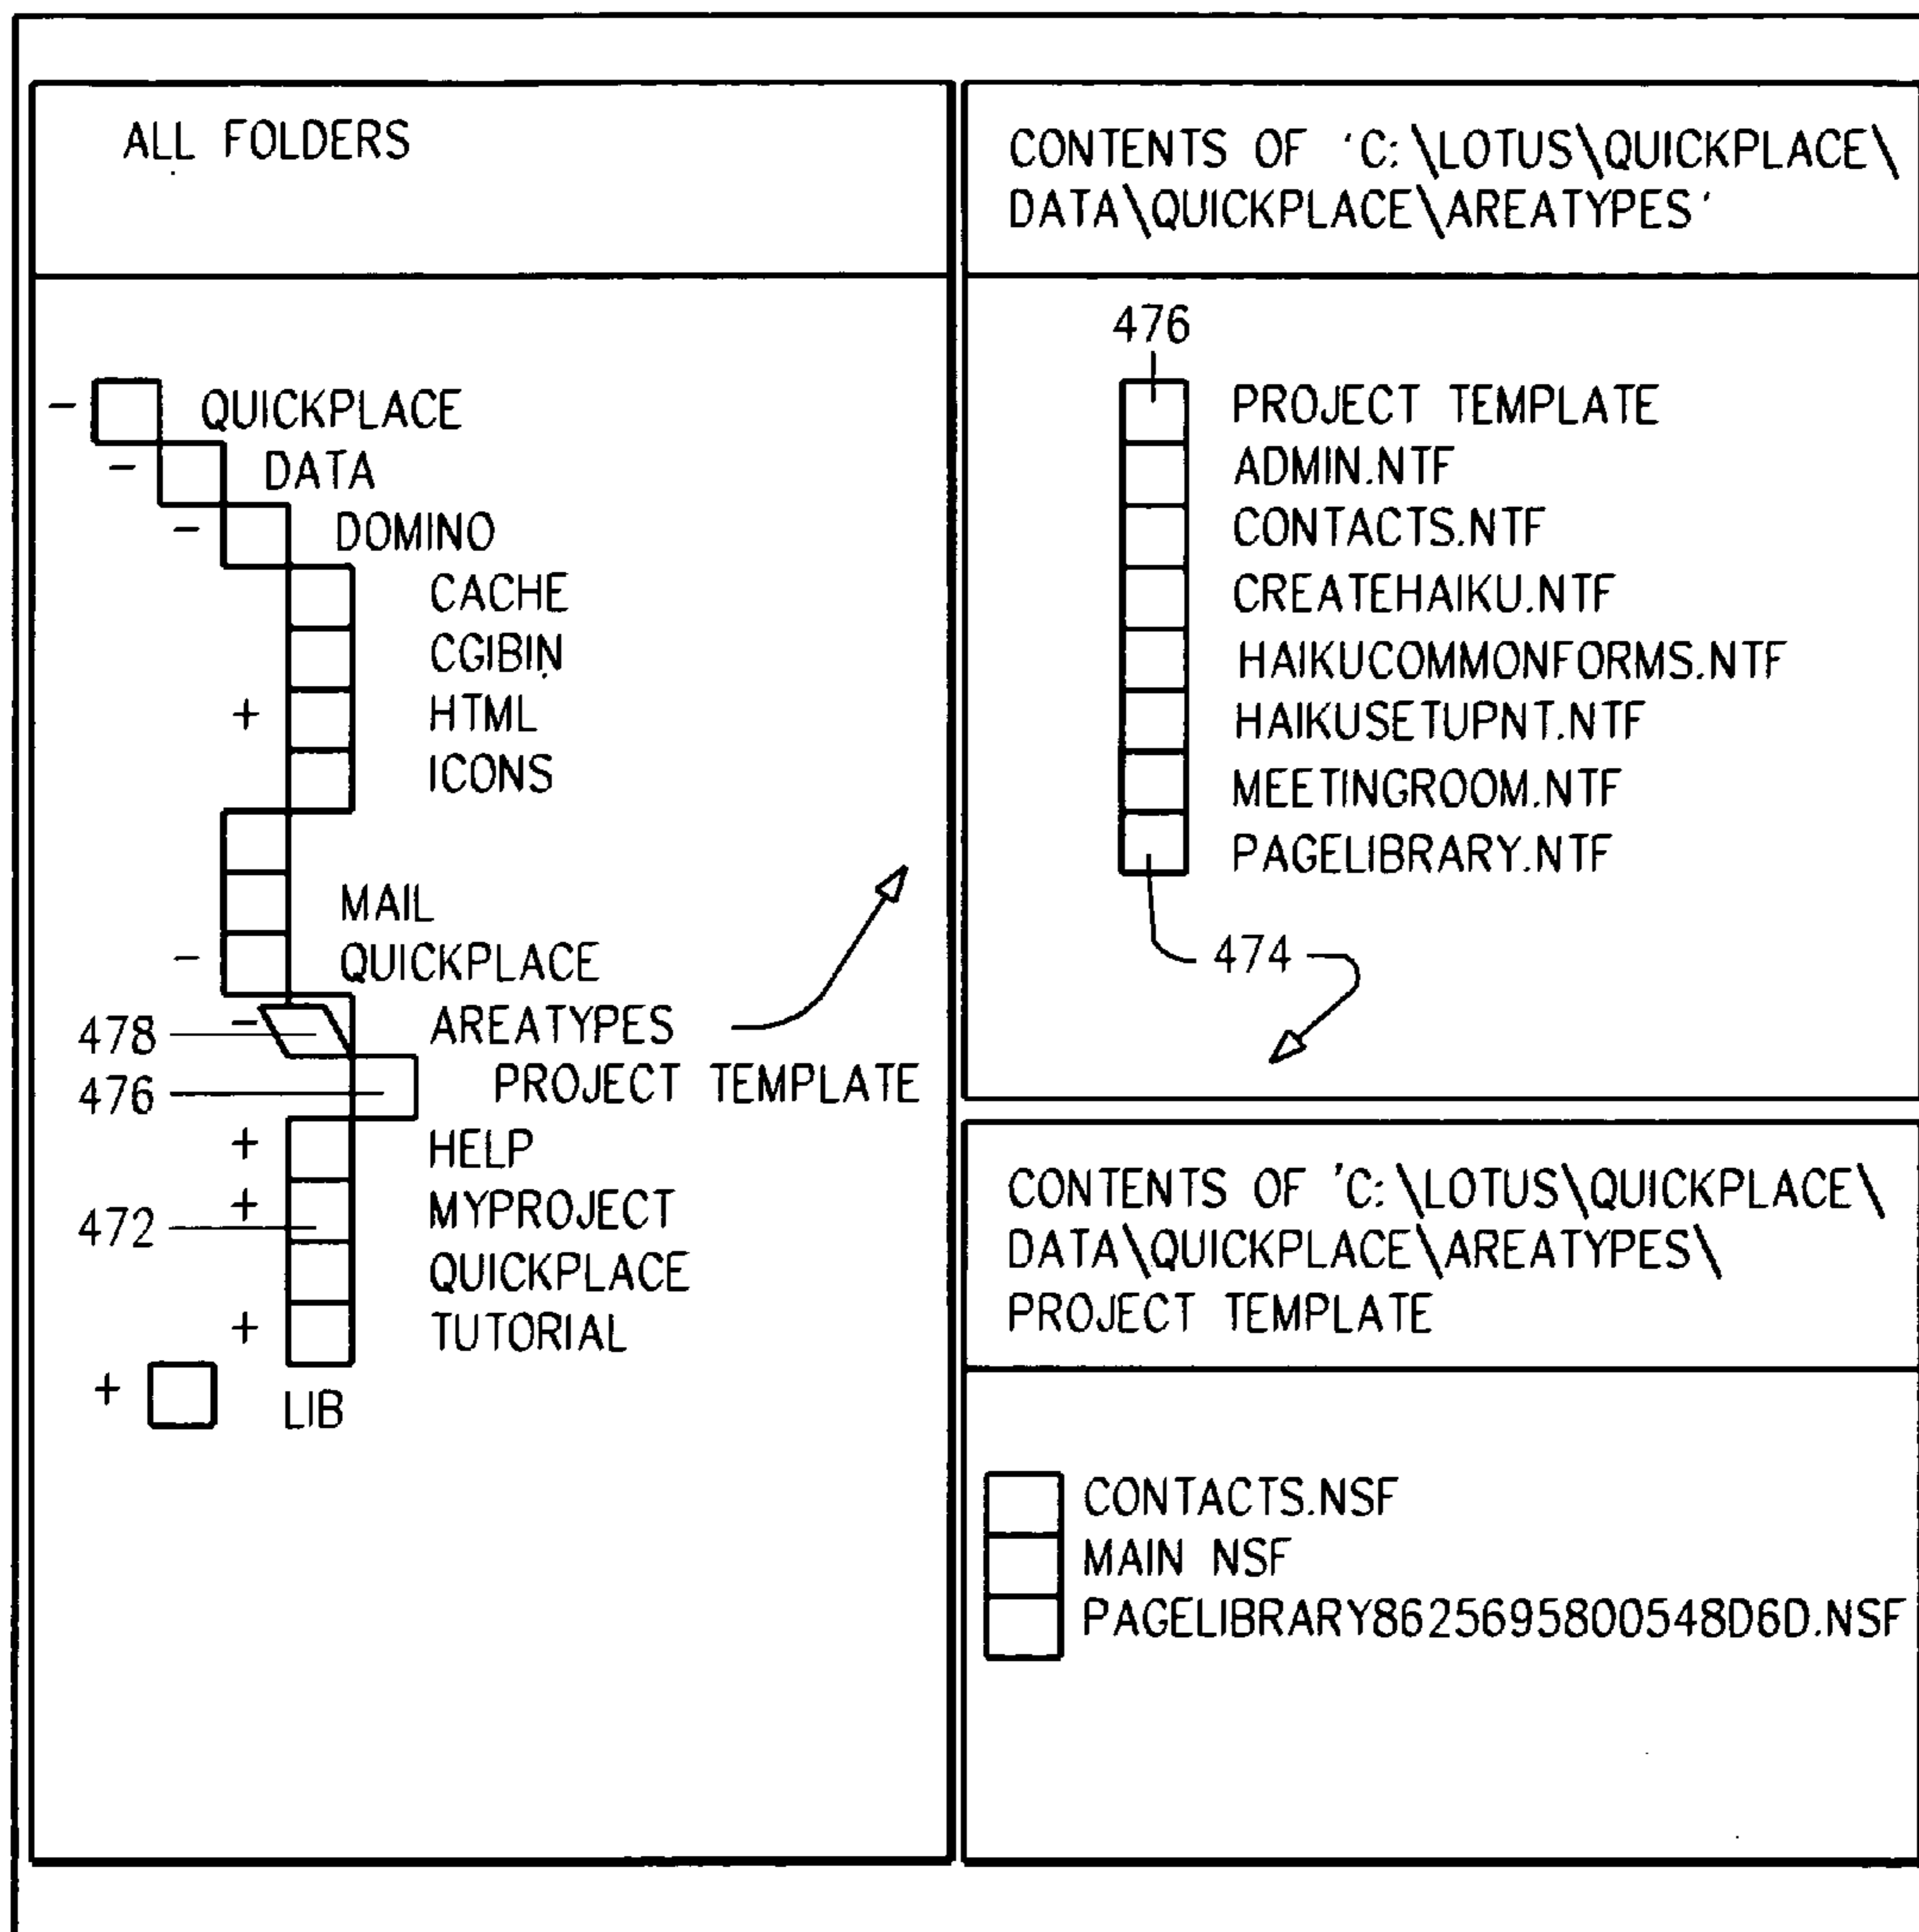 ALL FOLDERS
- QUICKPLACE
- DATA
- DOMINO
CACHE
CGIBIN
+ HTML
ICONS
MAIL
- QUICKPLACE
478 - AREATYPES
476 PROJECT TEMPLATE
+ HELP
472 + MYPROJECT
QUICKPLACE
+ TUTORIAL
+ LIB
CONTENTS OF 'C:\LOTUS\QUICKPLACE\
DATA\QUICKPLACE\AREATYPES'
476
PROJECT TEMPLATE
ADMIN.NTF
CONTACTS.NTF
CREATEHAIKU.NTF
HAIKUCOMMONFORMS.NTF
HAIKUSETUPNT.NTF
MEETINGROOM.NTF
PAGELIBRARY.NTF
474
CONTENTS OF 'C:\LOTUS\QUICKPLACE\
DATA\QUICKPLACE\AREATYPES\
PROJECT TEMPLATE
CONTACTS.NSF
MAIN NSF
PAGELIBRARY8625695800548D6D.NSF